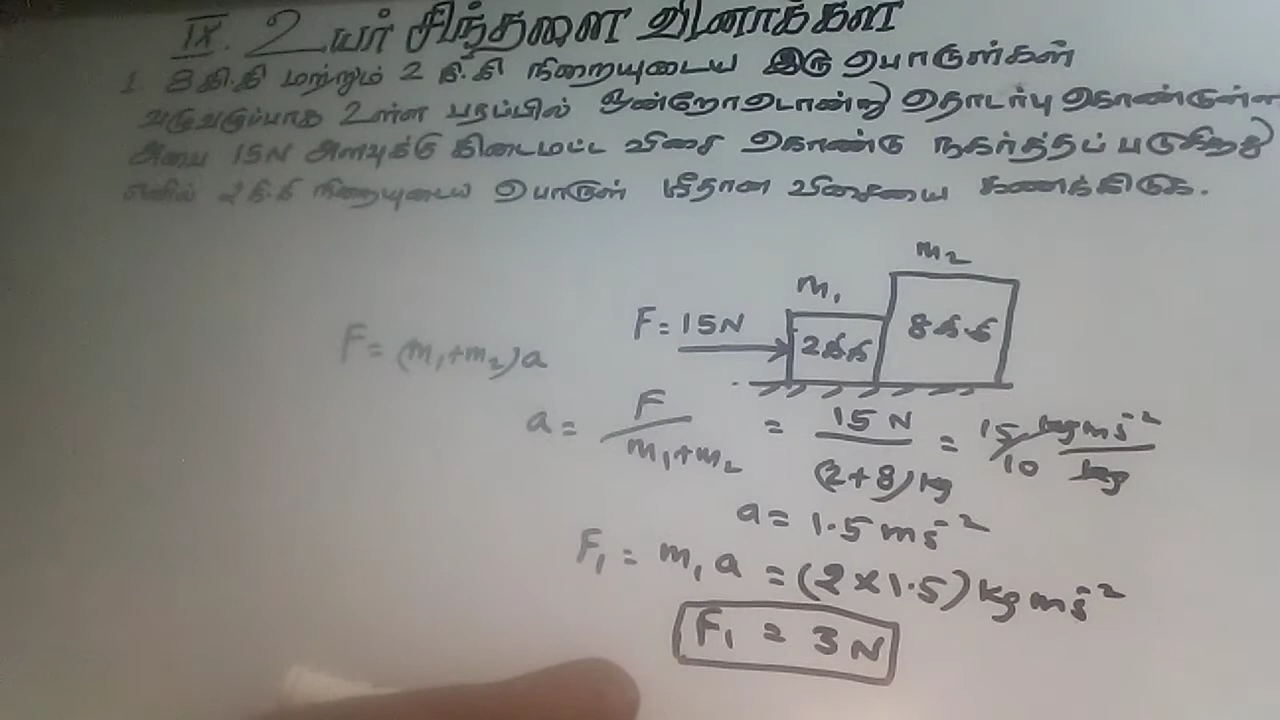 IX. உயர் சிந்தனை வினாக்கள்
1 8 கி.கி மற்றும் 2 கி.கி நிறையுடைய இரு பொருள்கள்
வழுவழுப்பாக உள்ள பரப்பில் ஒன்றோடொன்று தொடர்பு கொண்டுள்ளன
அவை 15N அளவுக்கு கிடைமட்ட விசை கொண்டு நகர்த்தப் படுகிறது
எனில் 2 கி.கி நிறையுடைய பொருள் மீதான விசையை கணக்கிடுக.
m₂
m₁
F = 15N
2கி.கி 8கி.கி
F = (m₁+m₂)a
a = F/(m₁+m₂) = 15 N/(2+8)kg = 15/10 kgms⁻²/kg
a = 1.5 ms⁻²
F₁ = m₁a = (2×1.5) kgms⁻²
F₁ = 3N